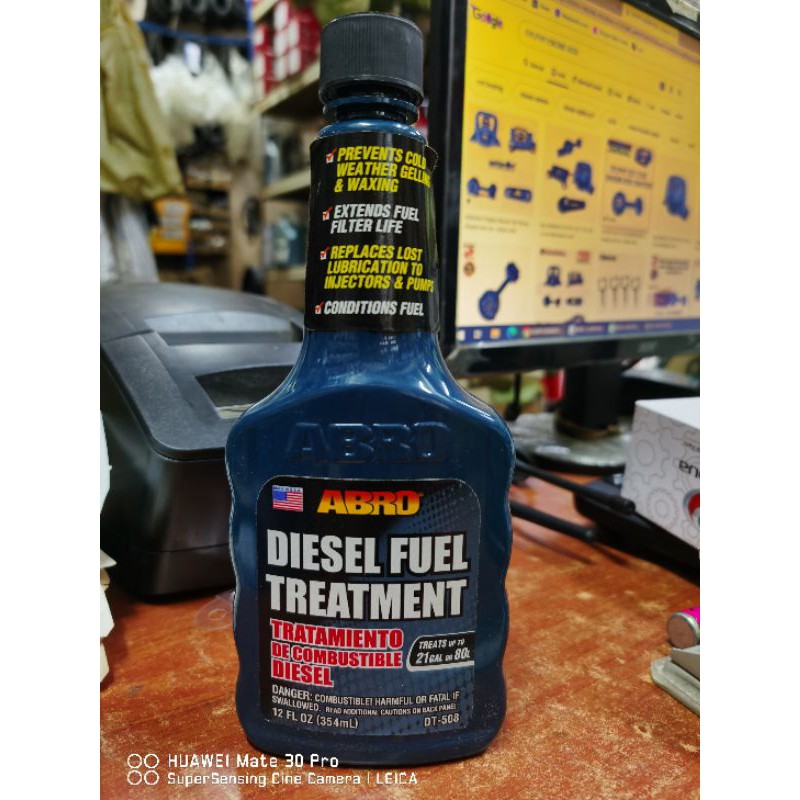 PREVENTS COLD
WEATHER GELLING
& WAXING
EXTENDS FUEL
FILTER LIFE
REPLACES LOST
LUBRICATION TO
INJECTORS & PUMPS
CONDITIONS FUEL
Google
ABRO
ABRO
DIESEL FUEL
TREATMENT
TRATAMIENTO
DE COMBUSTIBLE
DIESEL
TREATS UP TO
21 GAL OR 80L
DANGER: COMBUSTIBLE! HARMFUL OR FATAL IF
SWALLOWED. READ ADDITIONAL CAUTIONS ON BACK PANEL
12 FL OZ (354mL)
DT-508
HUAWEI Mate 30 Pro
SuperSensing Cine Camera | LEICA